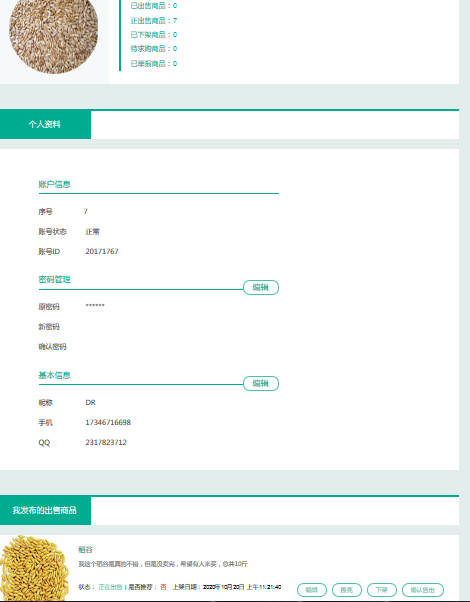 已出售商品：0
正出售商品：7
已下架商品：0
待求购商品：0
已举报商品：0
个人资料
账户信息
序号 7
账号状态 正常
账号ID 20171767
密码管理 编辑
原密码 ******
新密码
确认密码
基本信息 编辑
昵称 DR
手机 17346716698
QQ 2317823712
我发布的出售商品
稻谷
我这个稻谷是真的不错，但是没卖完，希望有人来买，总共10斤
状态：正在出售 | 是否推荐：否 上架日期：2020年10月20日 上午11:21:40 编辑 擦亮 下架 确认售出